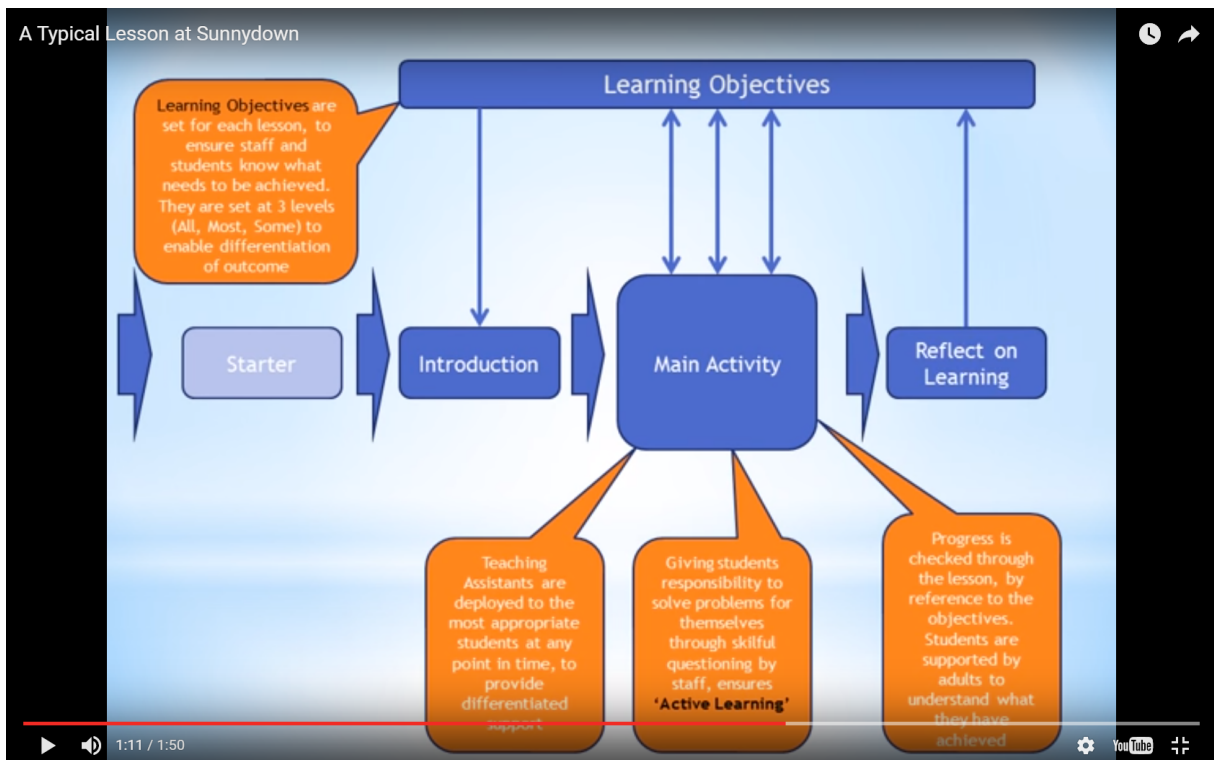 A Typical Lesson at Sunnydown
Learning Objectives
Learning Objectives are
set for each lesson, to
ensure staff and
students know what
needs to be achieved.
They are set at 3 levels
(All, Most, Some) to
enable differentiation
of outcome
Starter
Introduction
Main Activity
Reflect on
Learning
Teaching
Assistants are
deployed to the
most appropriate
students at any
point in time, to
provide
differentiated
support
Giving students
responsibility to
solve problems for
themselves
through skilful
questioning by
staff, ensures
‘Active Learning’
Progress is
checked through
the lesson, by
reference to the
objectives.
Students are
supported by
adults to
understand what
they have
achieved
1:11 / 1:50
YouTube